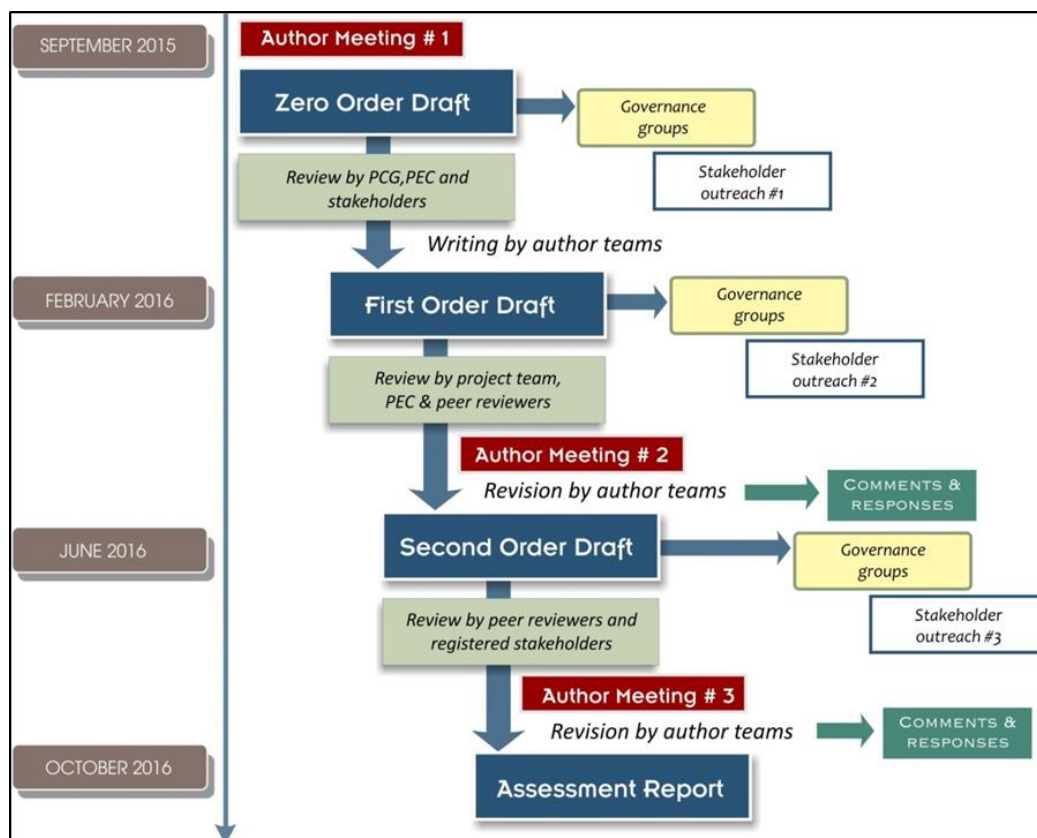 SEPTEMBER 2015
Author Meeting # 1
Zero Order Draft
Governance
groups
Review by PCG,PEC and
stakeholders
Stakeholder
outreach #1
Writing by author teams
FEBRUARY 2016
First Order Draft
Governance
groups
Review by project team,
PEC & peer reviewers
Stakeholder
outreach #2
Author Meeting # 2
Revision by author teams
COMMENTS &
RESPONSES
JUNE 2016
Second Order Draft
Governance
groups
Review by peer reviewers and
registered stakeholders
Stakeholder
outreach #3
Author Meeting # 3
Revision by author teams
COMMENTS &
RESPONSES
OCTOBER 2016
Assessment Report